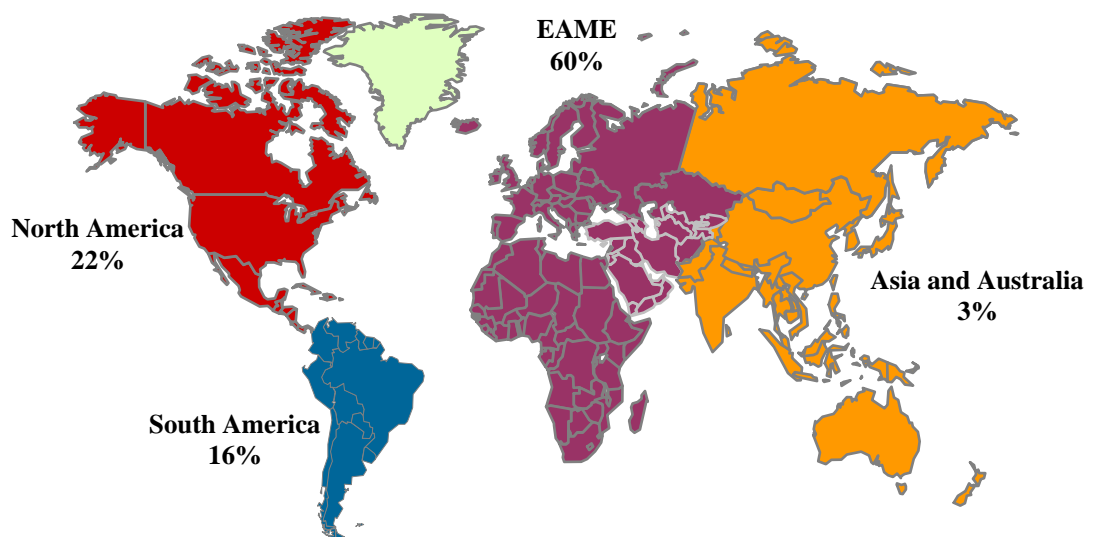 EAME
60%
North America
22%
Asia and Australia
3%
South America
16%